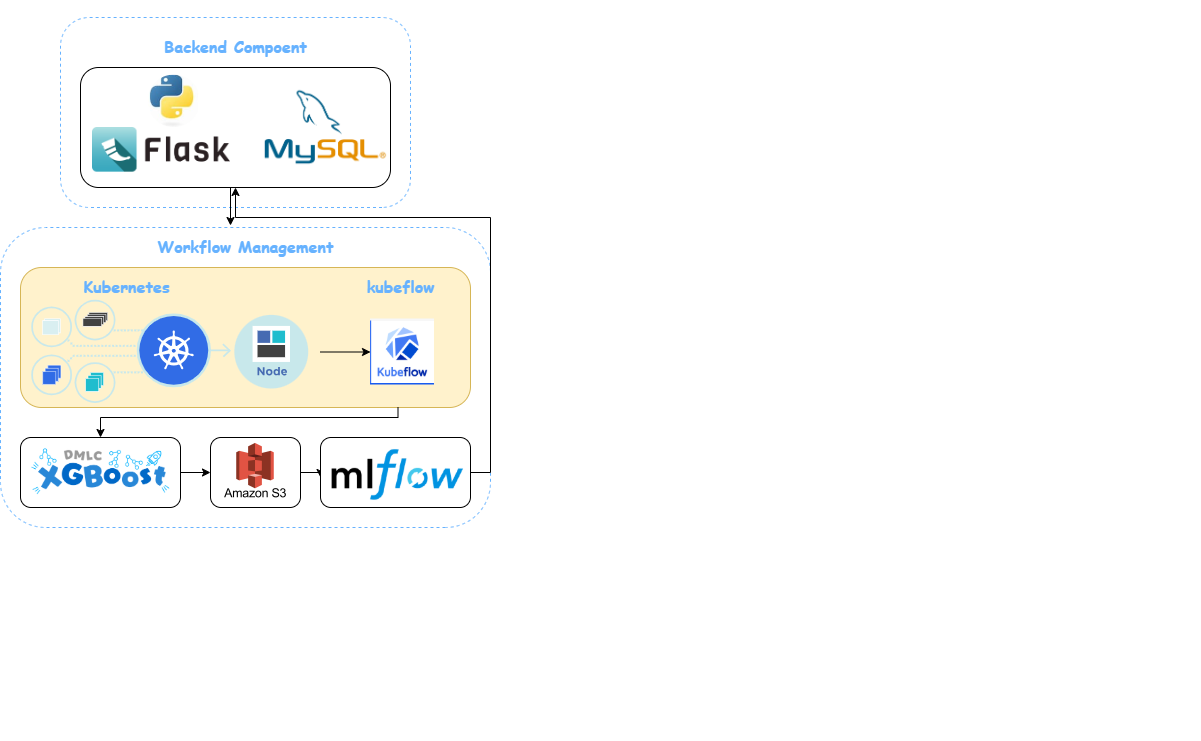 Backend Compoent
Flask
MySQL®
Workflow Management
Kubernetes
kubeflow
Node
Kubeflow
DMLC
XGBoost
Amazon S3
mlflow